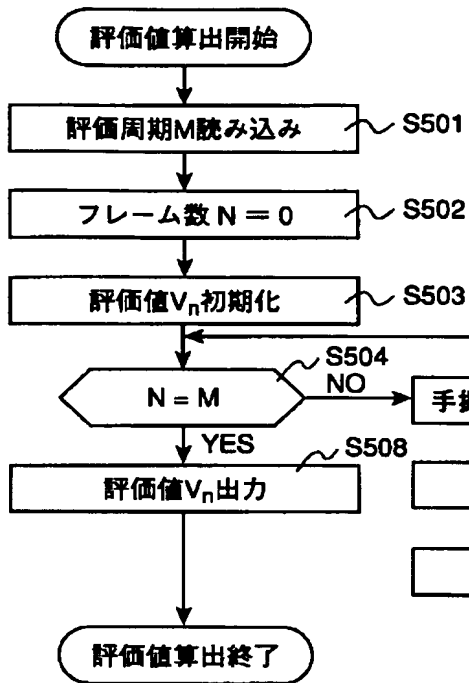 評価値算出開始
評価周期M読み込み
S501
フレーム数 N = 0
S502
評価値Vn初期化
S503
S504
N = M
NO
手振
YES
S508
評価値Vn出力
評価値算出終了